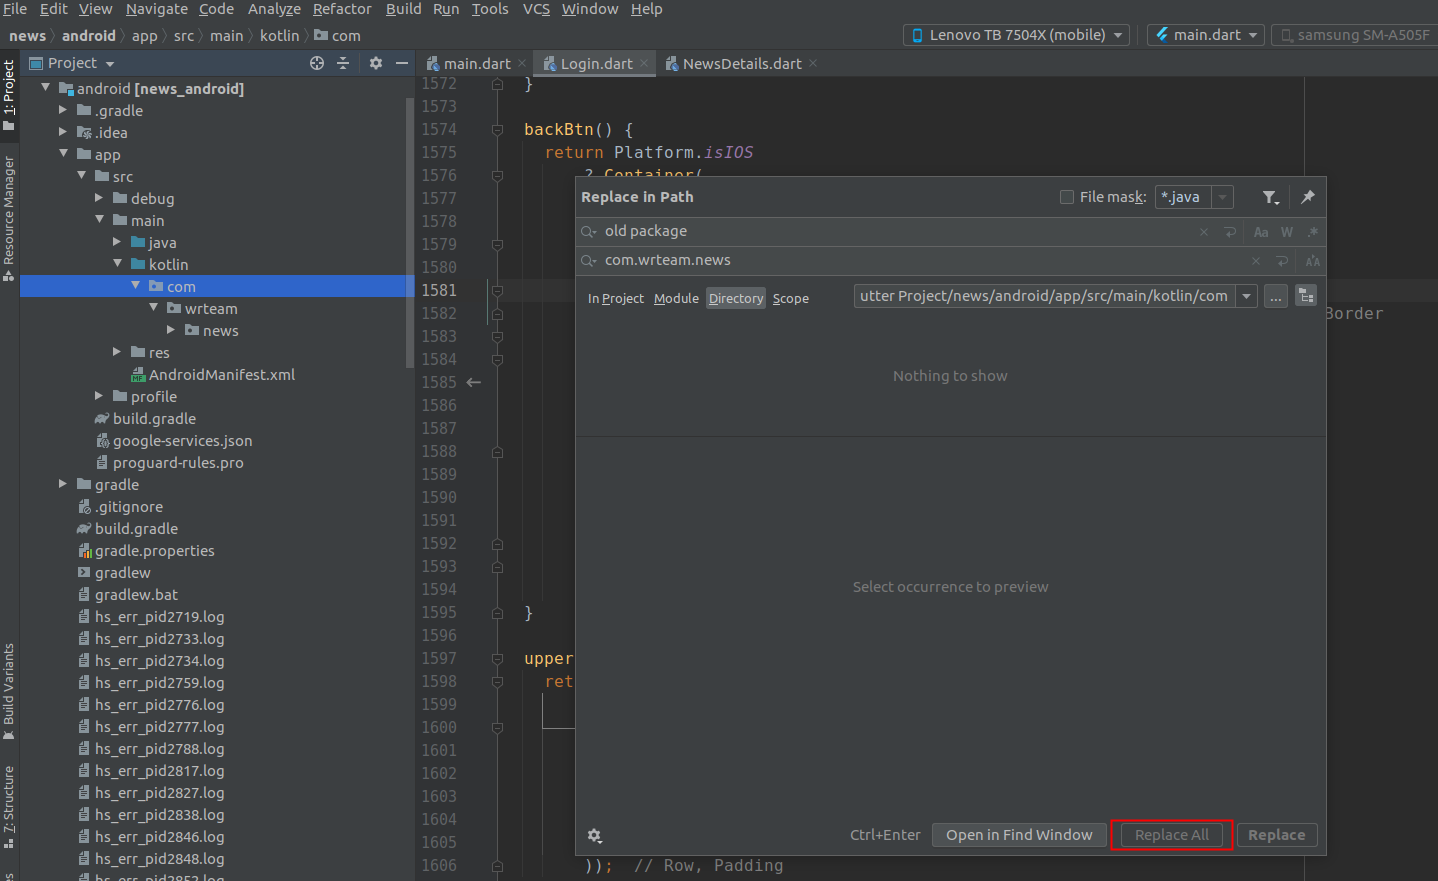 File Edit View Navigate Code Analyze Refactor Build Run Tools VCS Window Help
news android app src main kotlin com Lenovo TB 7504X (mobile) main.dart samsung SM-A505F
1: Project
Resource Manager
Build Variants
7: Structure
Project
android [news_android]
.gradle
.idea
app
src
debug
main
java
kotlin
com
wrteam
news
res
AndroidManifest.xml
profile
build.gradle
google-services.json
proguard-rules.pro
gradle
.gitignore
build.gradle
gradle.properties
gradlew
gradlew.bat
hs_err_pid2719.log
hs_err_pid2733.log
hs_err_pid2734.log
hs_err_pid2759.log
hs_err_pid2776.log
hs_err_pid2777.log
hs_err_pid2788.log
hs_err_pid2817.log
hs_err_pid2827.log
hs_err_pid2838.log
hs_err_pid2846.log
hs_err_pid2848.log
hs_err_pid2852.log
main.dart Login.dart NewsDetails.dart
1572 }
1573
1574 backBtn() {
1575 return Platform.isIOS
1576 ? Container(
1577
1578
1579
1580
1581
1582 Border
1583
1584
1585
1586
1587
1588
1589
1590
1591
1592
1593
1594
1595 }
1596
1597 upper
1598 ret
1599
1600
1601
1602
1603
1604
1605
1606 )); // Row, Padding
Replace in Path File mask: *.java
old package Aa W .*
com.wrteam.news
In Project Module Directory Scope utter Project/news/android/app/src/main/kotlin/com ...
Nothing to show
Select occurrence to preview
Ctrl+Enter Open in Find Window Replace All Replace